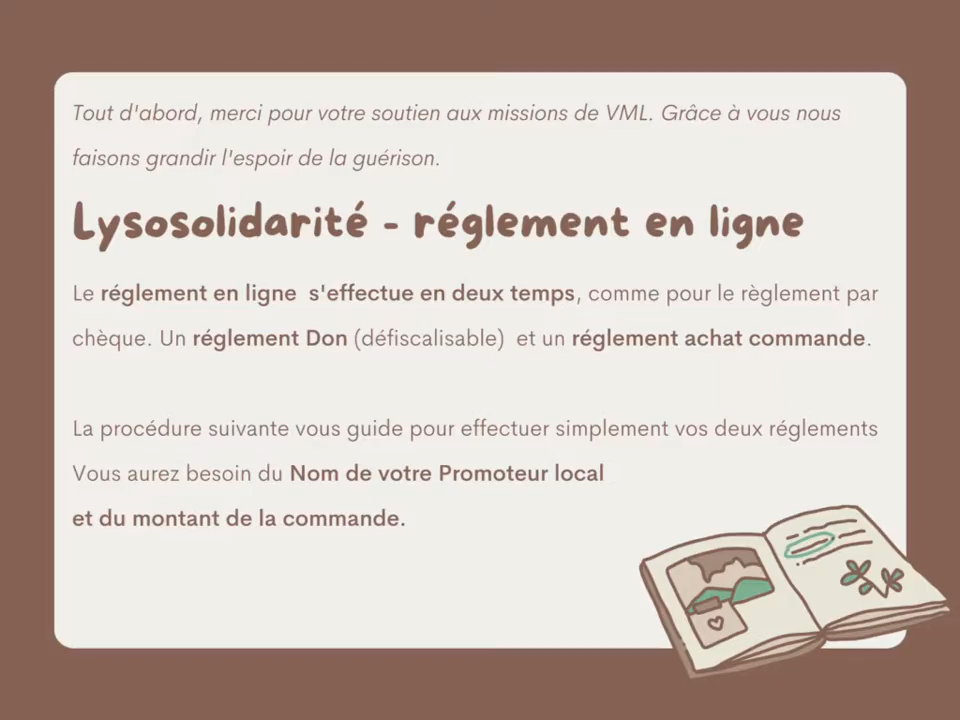 Tout d'abord, merci pour votre soutien aux missions de VML. Grâce à vous nous
faisons grandir l'espoir de la guérison.
Lysosolidarité - réglement en ligne
Le réglement en ligne  s'effectue en deux temps, comme pour le règlement par
chèque. Un réglement Don (défiscalisable)  et un réglement achat commande.
La procédure suivante vous guide pour effectuer simplement vos deux réglements
Vous aurez besoin du Nom de votre Promoteur local
et du montant de la commande.